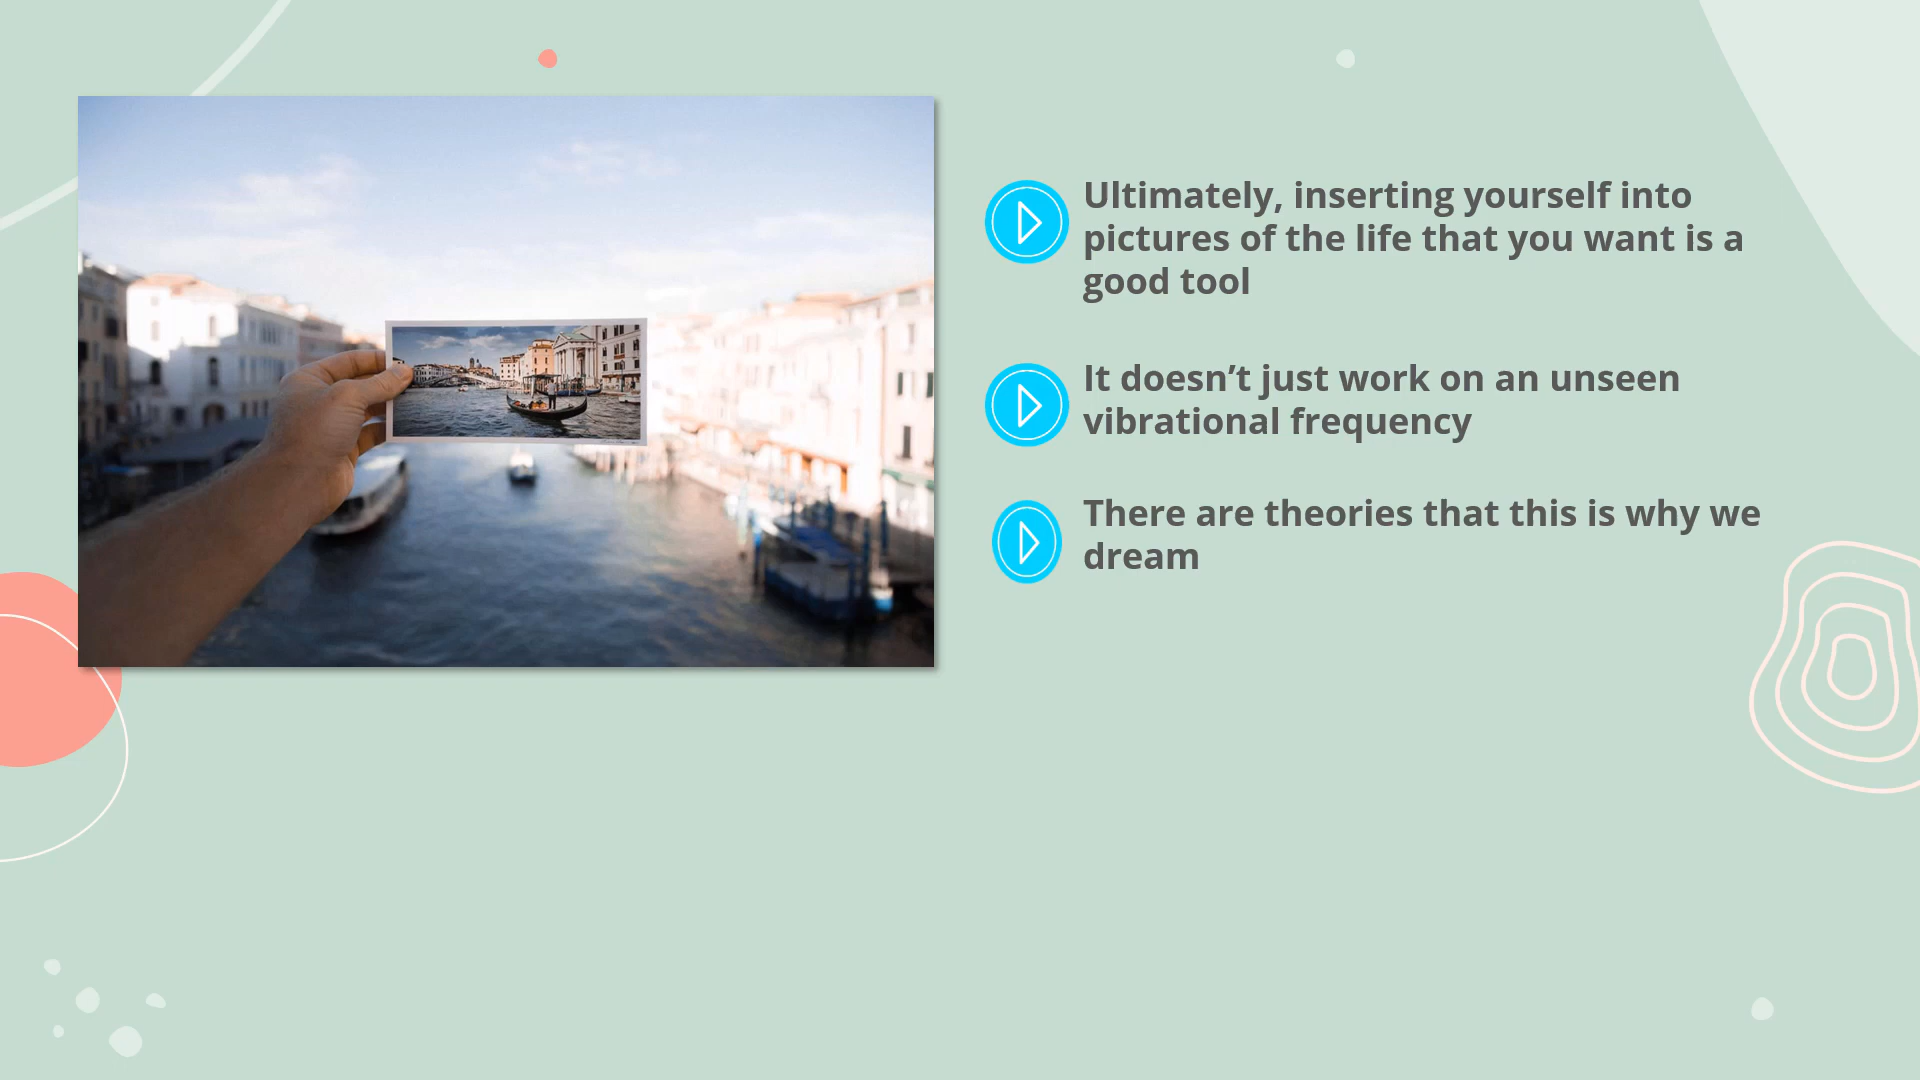 Ultimately, inserting yourself into
pictures of the life that you want is a
good tool
It doesn’t just work on an unseen
vibrational frequency
There are theories that this is why we
dream